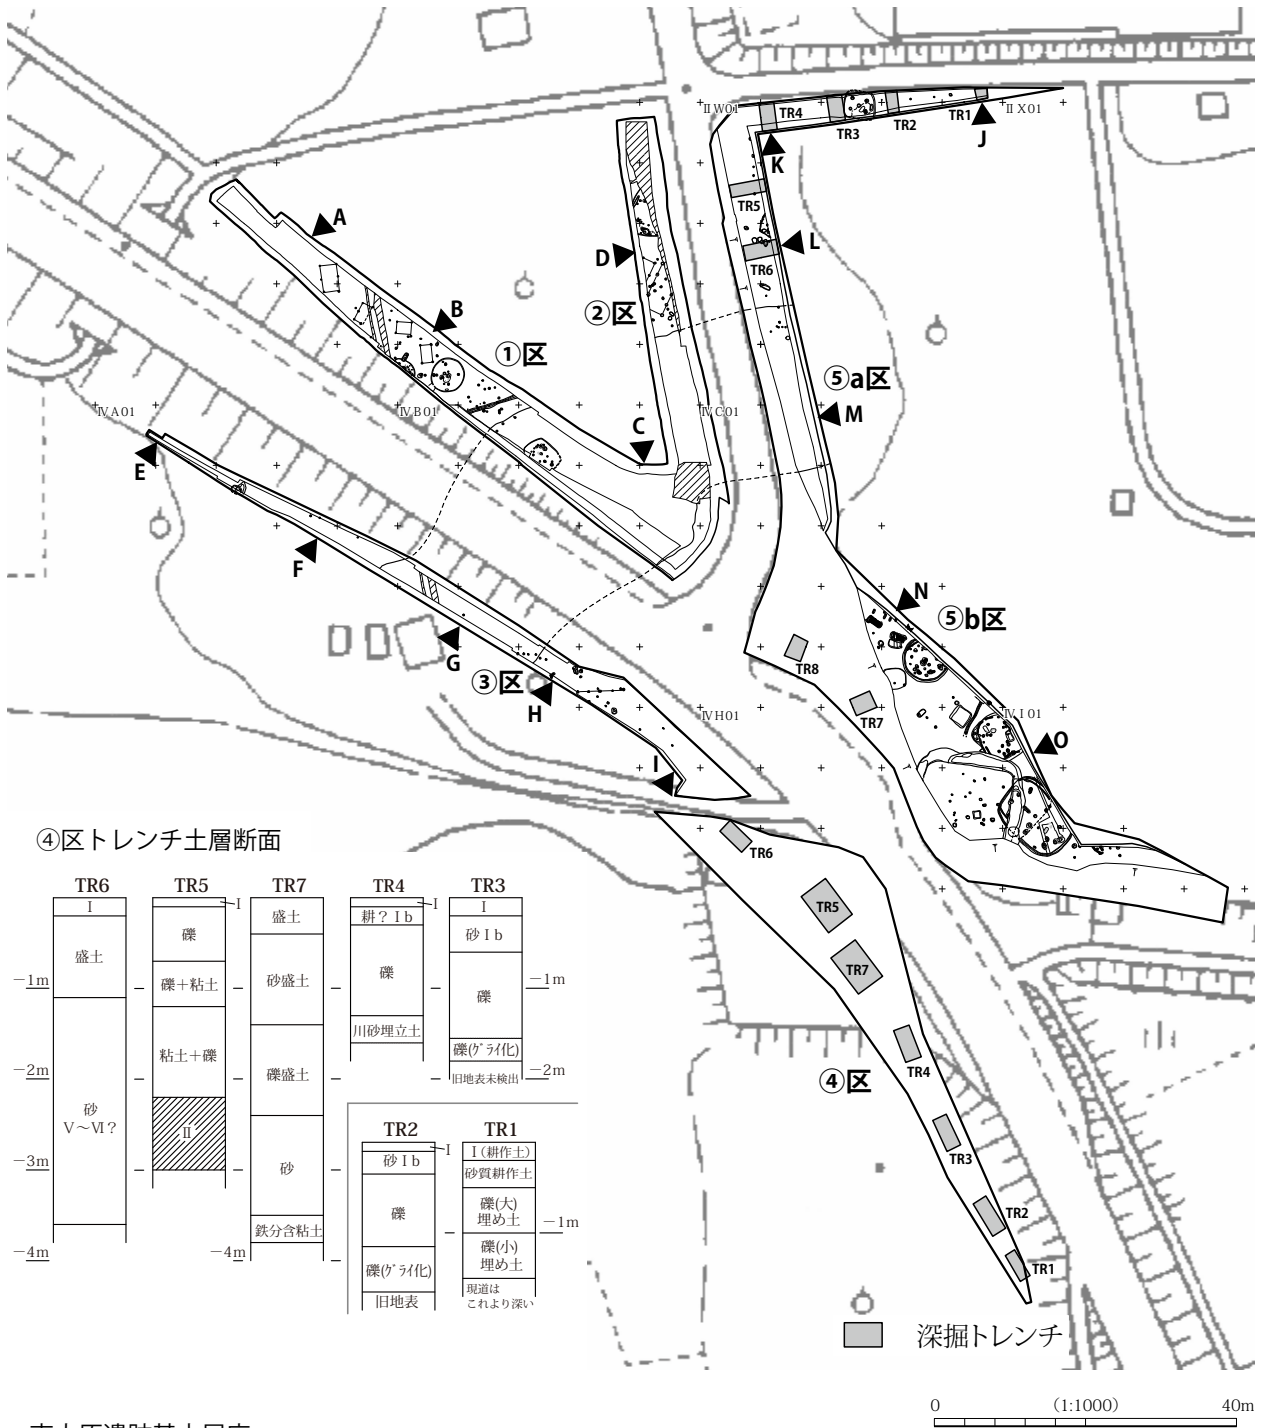 ⅡW01
ⅡX01
TR4
TR3
TR2
TR1
J
K
A
TR5
D
L
TR6
②区
B
①区
⑤a区
ⅣA01
ⅣB01
ⅣC01
C
M
E
F
N
⑤b区
G
TR8
③区
H
TR7
ⅣH01
ⅣI01
O
I
④区トレンチ土層断面
TR6
TR5
TR7
TR4
④区
TR3
TR2
TR1
TR6 TR5 TR7 TR4 TR3
Ⅰ
盛土
砂
Ⅴ～Ⅵ?
Ⅰ
礫
礫+粘土
粘土+礫
Ⅱ
盛土
砂盛土
礫盛土
砂
鉄分含粘土
Ⅰ
耕? Ⅰb
礫
川砂埋立土
Ⅰ
砂Ⅰb
礫
礫(ｸﾞﾗｲ化)
旧地表未検出
−1m
−2m
−3m
−4m
−4m
−1m
−2m
TR2 TR1
Ⅰ
砂Ⅰb
礫
礫(ｸﾞﾗｲ化)
旧地表
Ⅰ(耕作土)
砂質耕作土
礫(大)
埋め土
礫(小)
埋め土
現道は
これより深い
−1m
深掘トレンチ
0 (1:1000) 40m